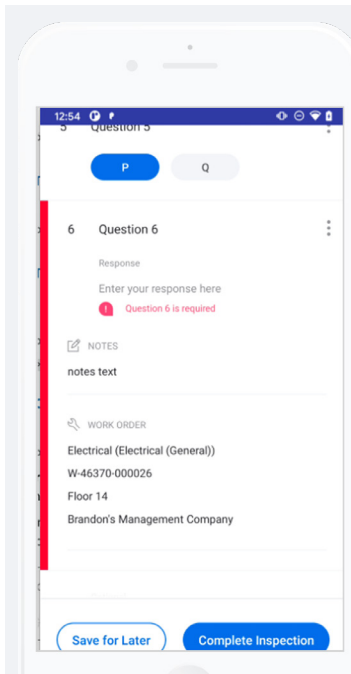 12:54
5 Question 5
P Q
6 Question 6
Response
Enter your response here
! Question 6 is required
NOTES
notes text
WORK ORDER
Electrical (Electrical (General))
W-46370-000026
Floor 14
Brandon's Management Company
Save for Later Complete Inspection